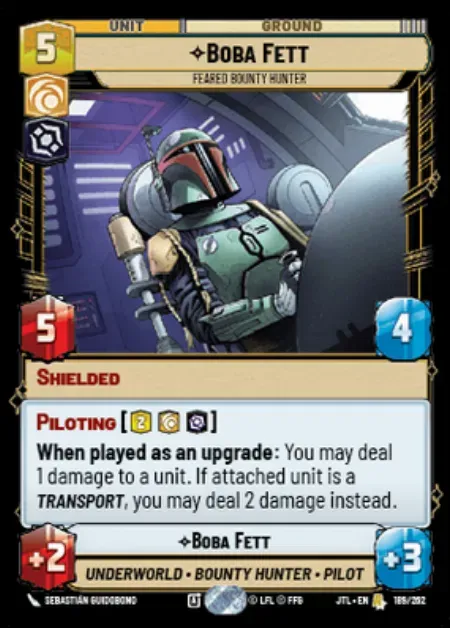 UNIT GROUND
5
BOBA FETT
FEARED BOUNTY HUNTER
5 4
SHIELDED
PILOTING [2]
When played as an upgrade: You may deal
1 damage to a unit. If attached unit is a
TRANSPORT, you may deal 2 damage instead.
BOBA FETT
+2 +3
UNDERWORLD • BOUNTY HUNTER • PILOT
SEBASTIÁN GUIDOBONO A © LFL © FFG JTL • EN 189/262